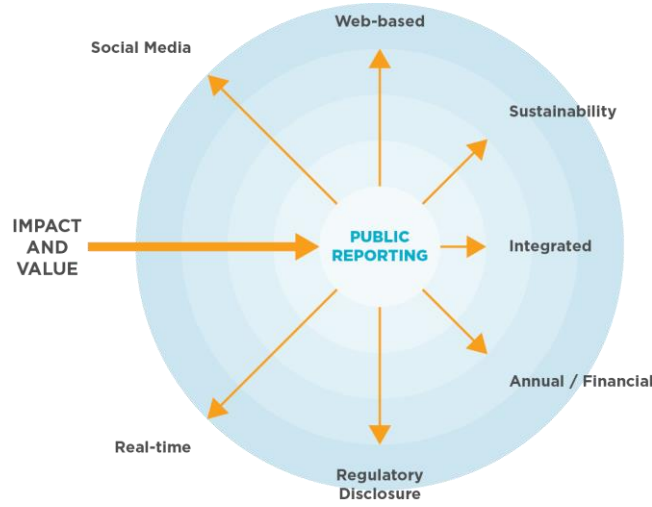 Web-based
Social Media
Sustainability
IMPACT
AND
VALUE
PUBLIC
REPORTING
Integrated
Annual / Financial
Real-time
Regulatory
Disclosure